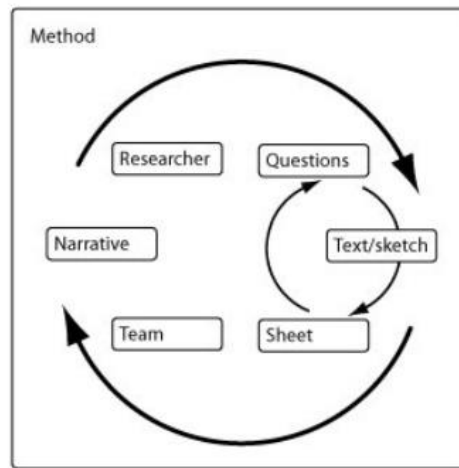 Method
Researcher
Questions
Narrative
Text/sketch
Team
Sheet